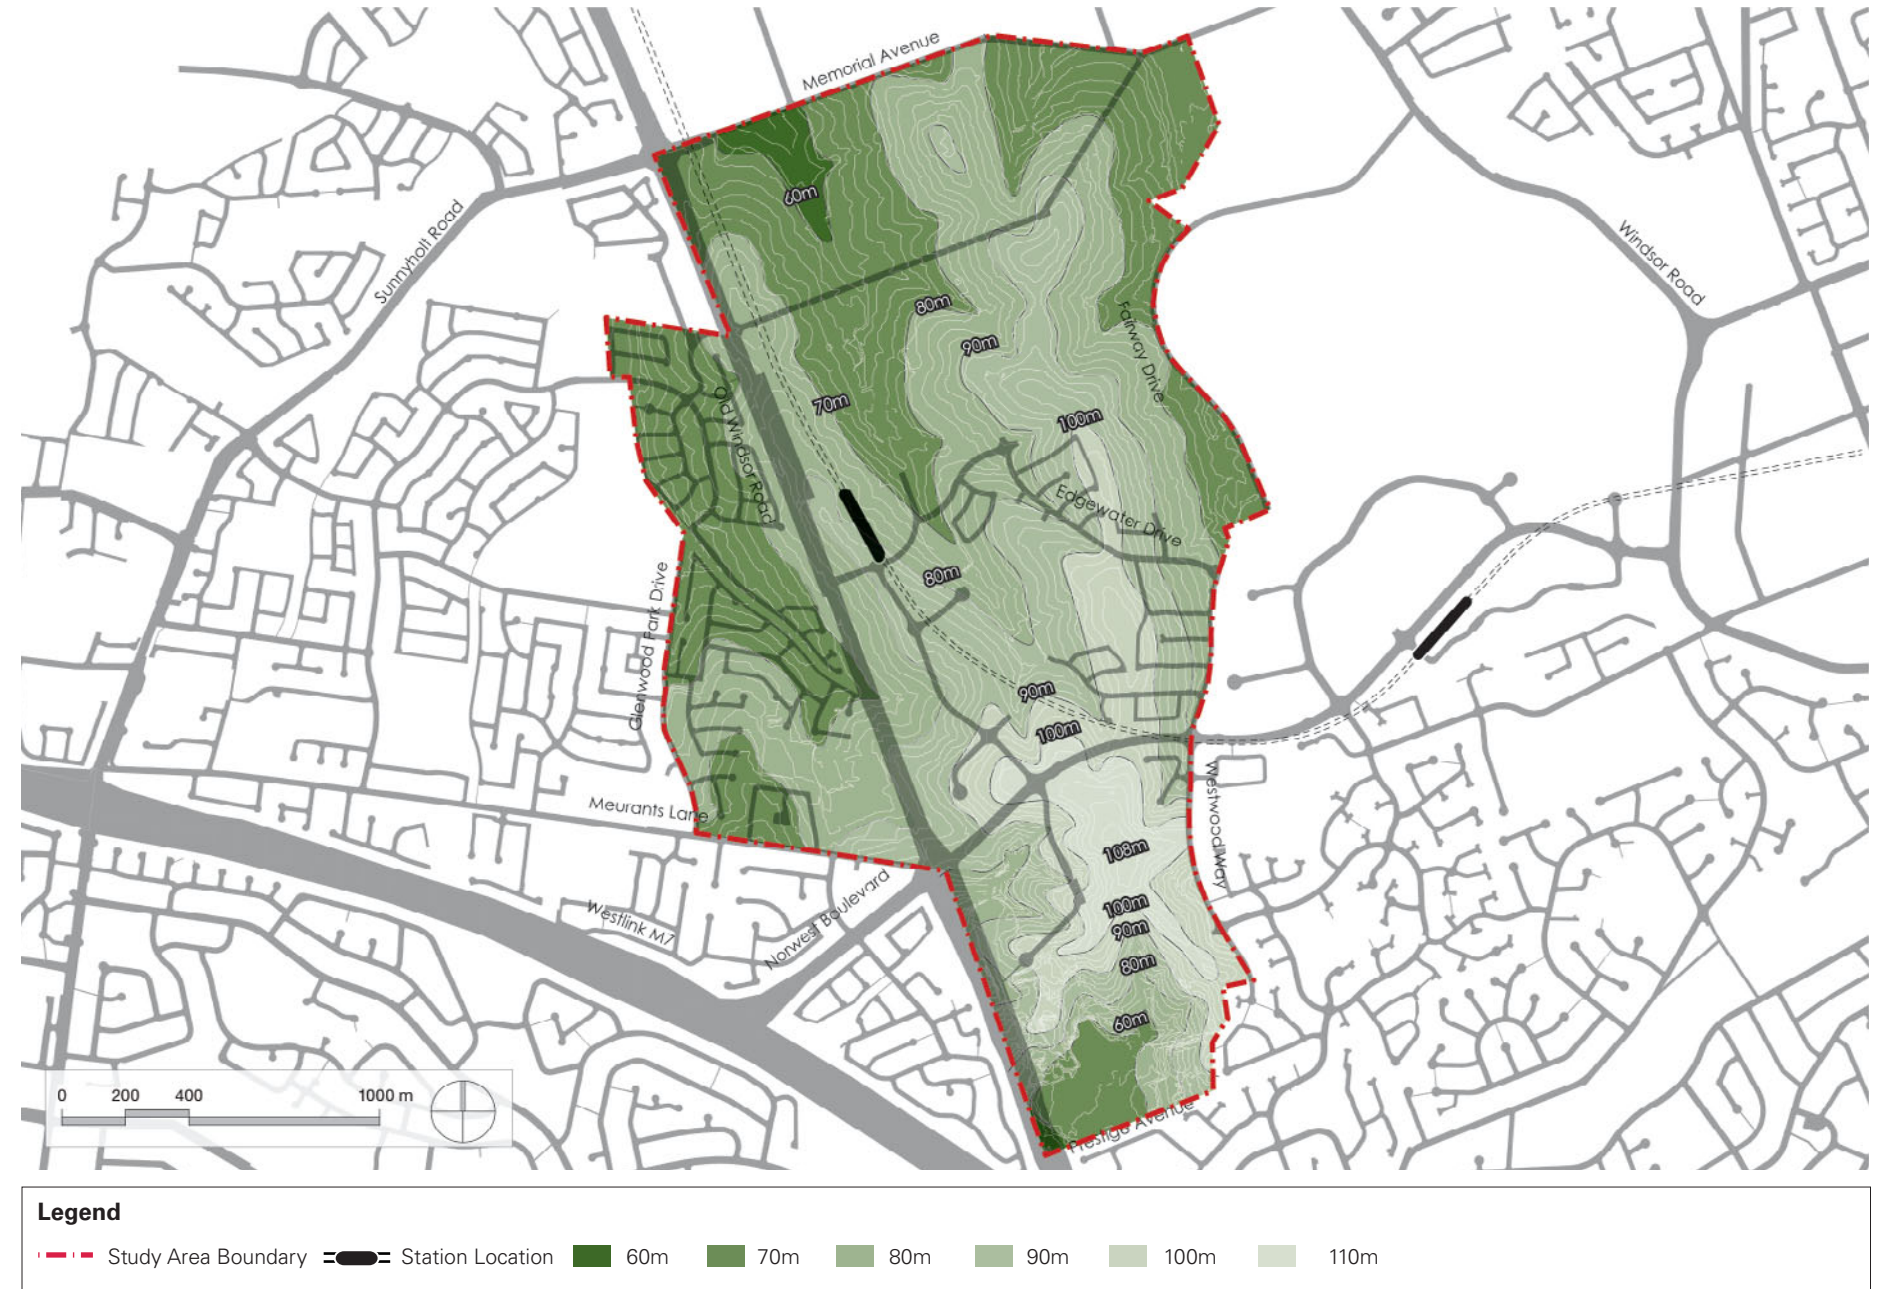 Memorial Avenue
60m
Sunnyholt Road
Windsor Road
80m
90m
Fairway Drive
70m
100m
Old Windsor Road
Edgewater Drive
80m
Glenwood Park Drive
90m
100m
Westwood Way
Meurants Lane
108m
Norwest Boulevard
100m
Westlink M7
90m
80m
60m
Prestige Avenue
0 200 400 1000 m
Legend
Study Area Boundary Station Location 60m 70m 80m 90m 100m 110m